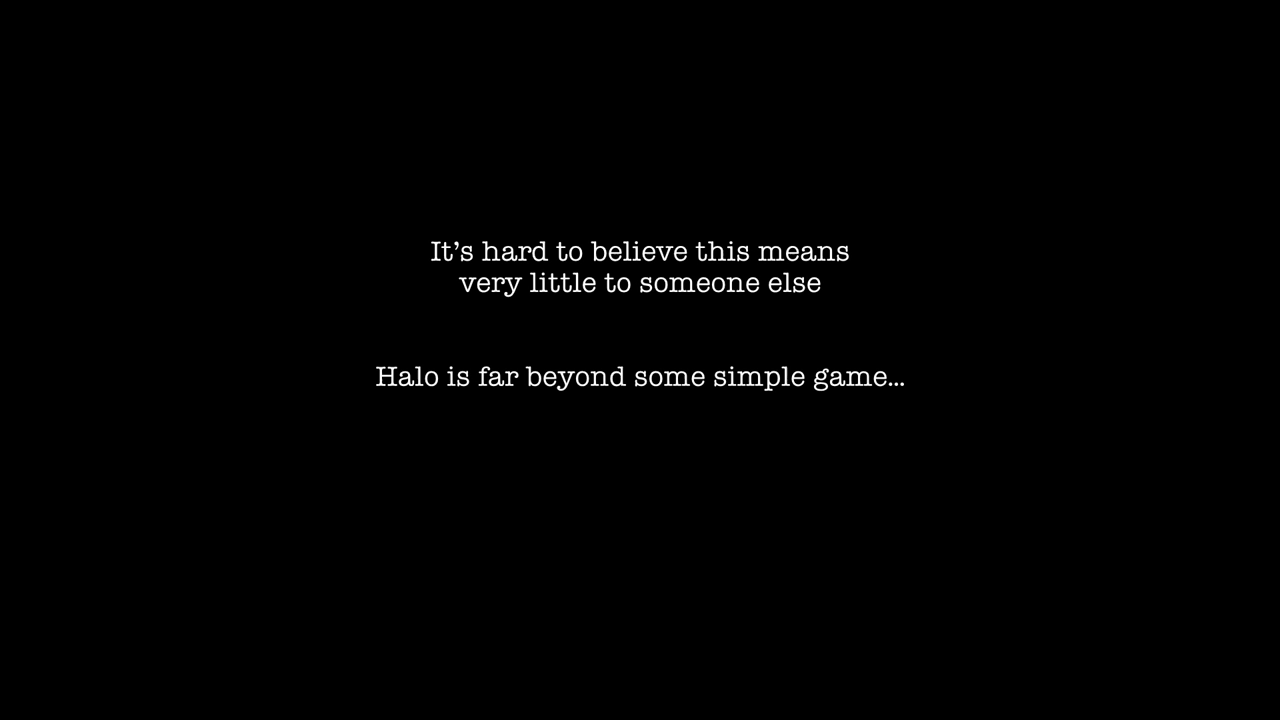 It's hard to believe this means
very little to someone else
Halo is far beyond some simple game...